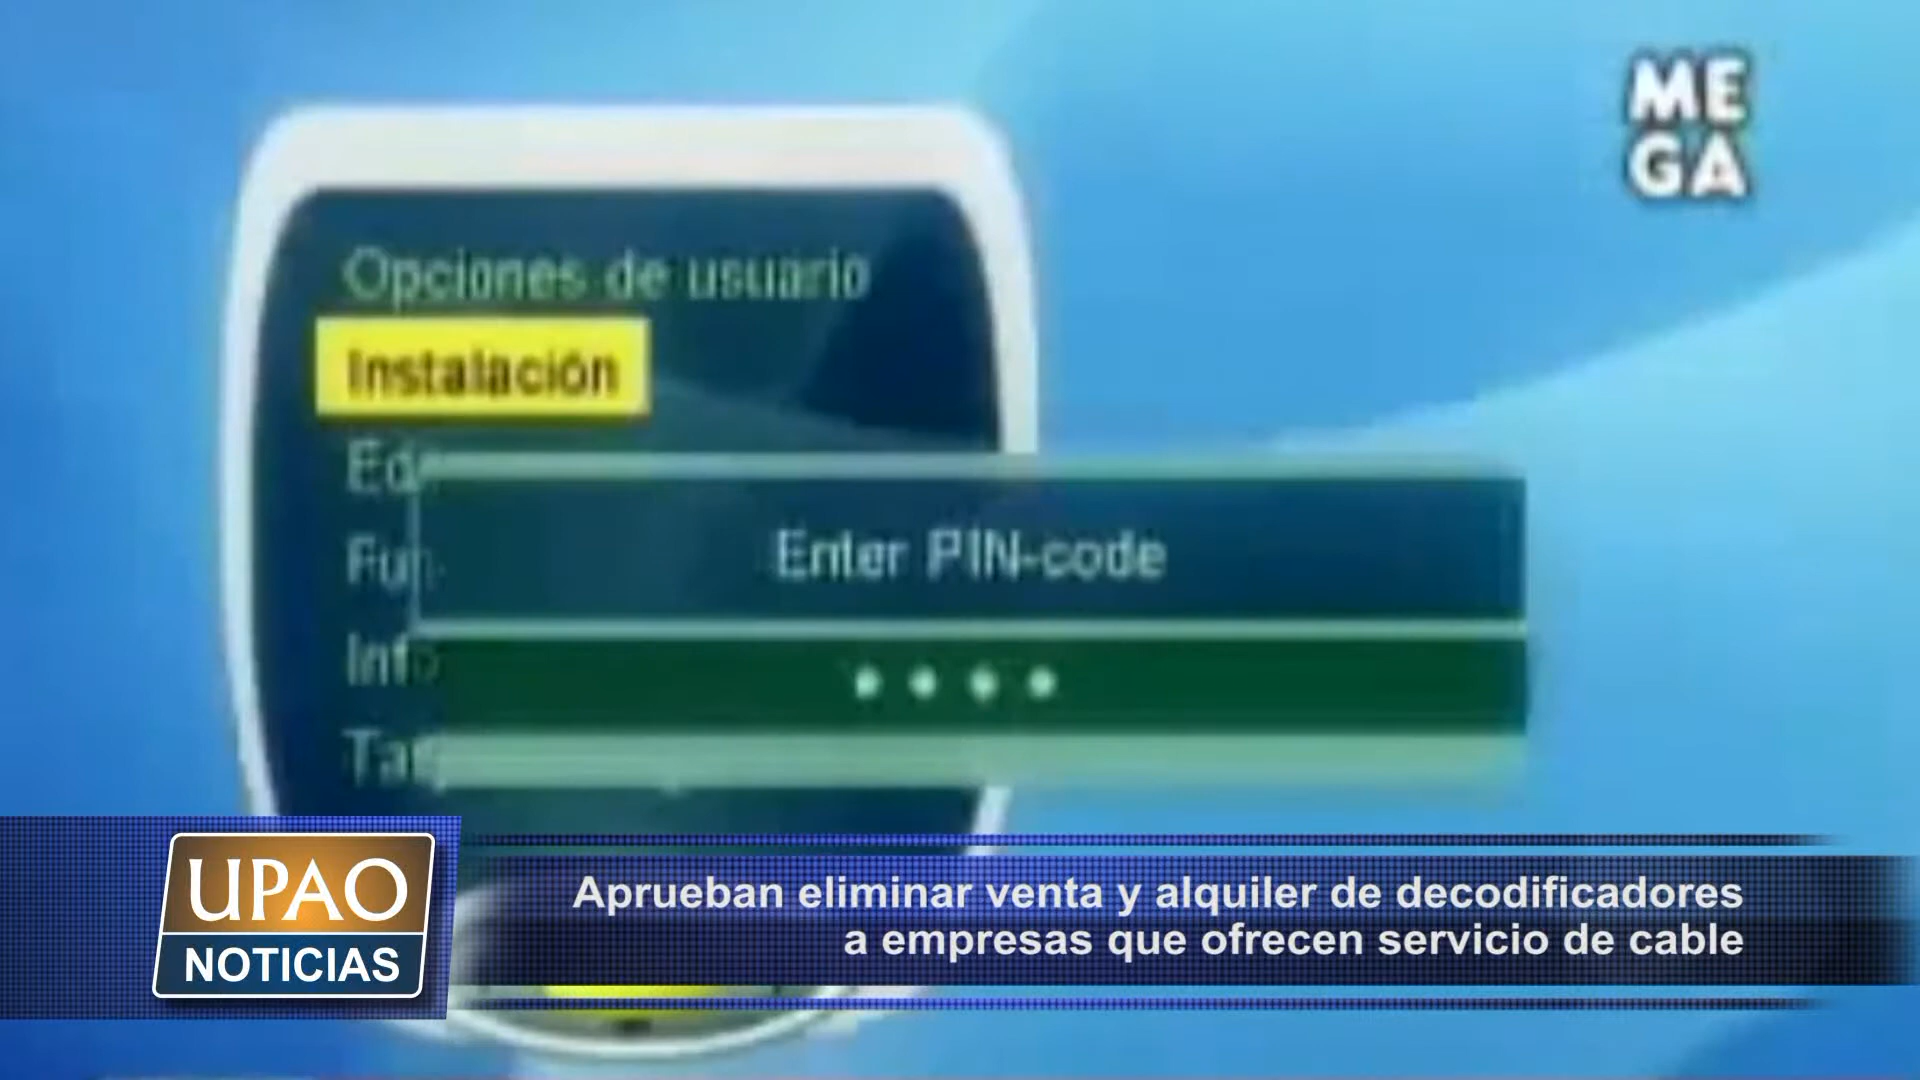 ME
GA
Opciones de usuario
Instalación
Enter PIN-code
UPAO
NOTICIAS
Aprueban eliminar venta y alquiler de decodificadores
a empresas que ofrecen servicio de cable